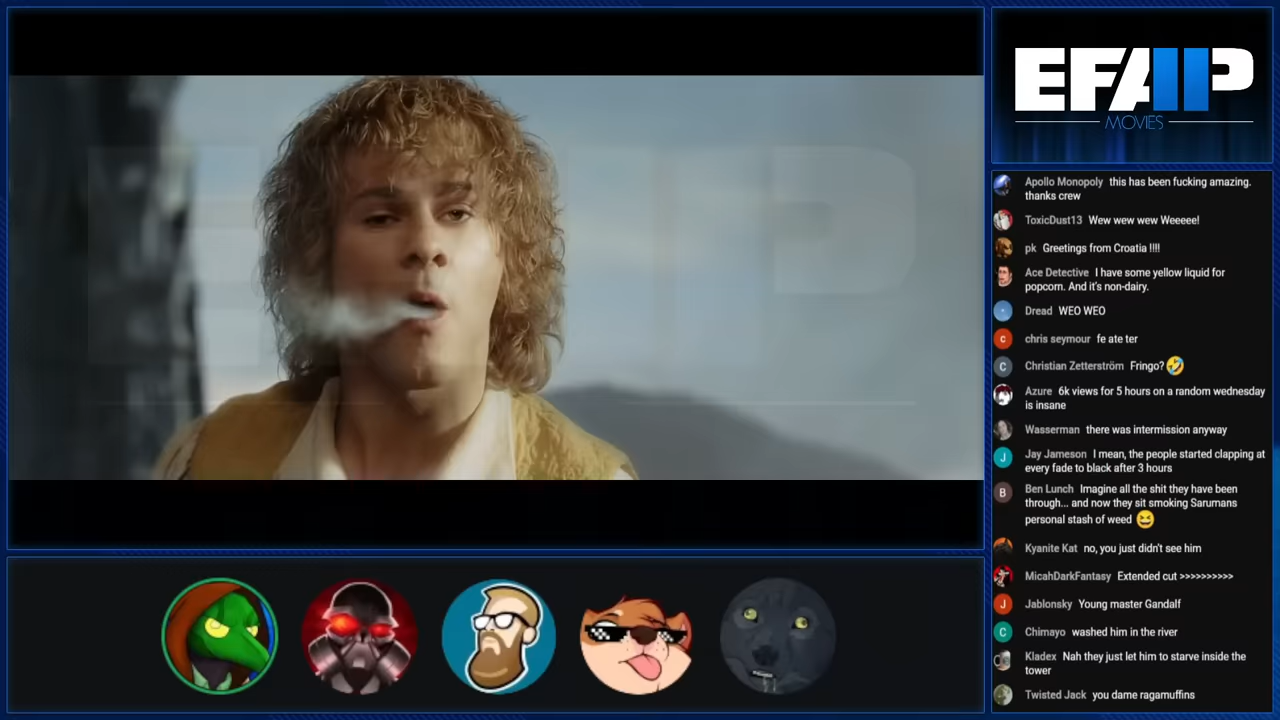 EFAP
MOVIES
Apollo Monopoly this has been fucking amazing.
thanks crew
ToxicDust13 Wew wew wew Weeeee!
pk Greetings from Croatia !!!!
Ace Detective I have some yellow liquid for
popcorn. And it's non-dairy.
Dread WEO WEO
c
chris seymour fe ate ter
C
Christian Zetterström Fringo? 🤣
Azure 6k views for 5 hours on a random wednesday
is insane
Wasserman there was intermission anyway
J
Jay Jameson I mean, the people started clapping at
every fade to black after 3 hours
B
Ben Lunch Imagine all the shit they have been
through... and now they sit smoking Sarumans
personal stash of weed 😆
Kyanite Kat no, you just didn't see him
MicahDarkFantasy Extended cut >>>>>>>>>>
J
Jablonsky Young master Gandalf
C
Chimayo washed him in the river
Kladex Nah they just let him to starve inside the
tower
Twisted Jack you dame ragamuffins